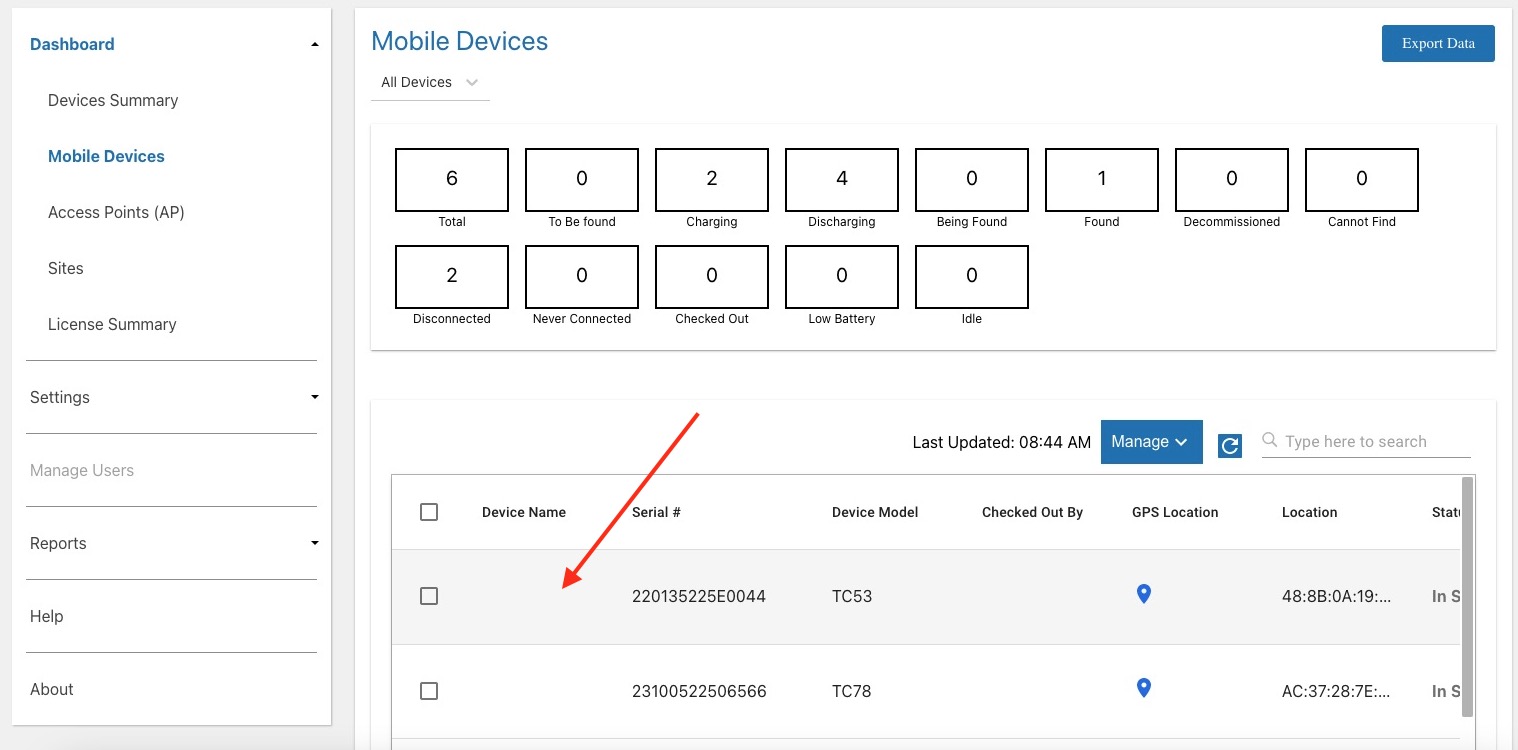 Dashboard
Devices Summary
Mobile Devices
Access Points (AP)
Sites
License Summary
Settings
Manage Users
Reports
Help
About
Mobile Devices
Export Data
All Devices
6 0 2 4 0 1 0 0
Total To Be found Charging Discharging Being Found Found Decommissioned Cannot Find
2 0 0 0 0
Disconnected Never Connected Checked Out Low Battery Idle
Last Updated: 08:44 AM Manage Type here to search
Device Name Serial # Device Model Checked Out By GPS Location Location Statu
220135225E0044 TC53 48:8B:0A:19:... In S
23100522506566 TC78 AC:37:28:7E:... In S